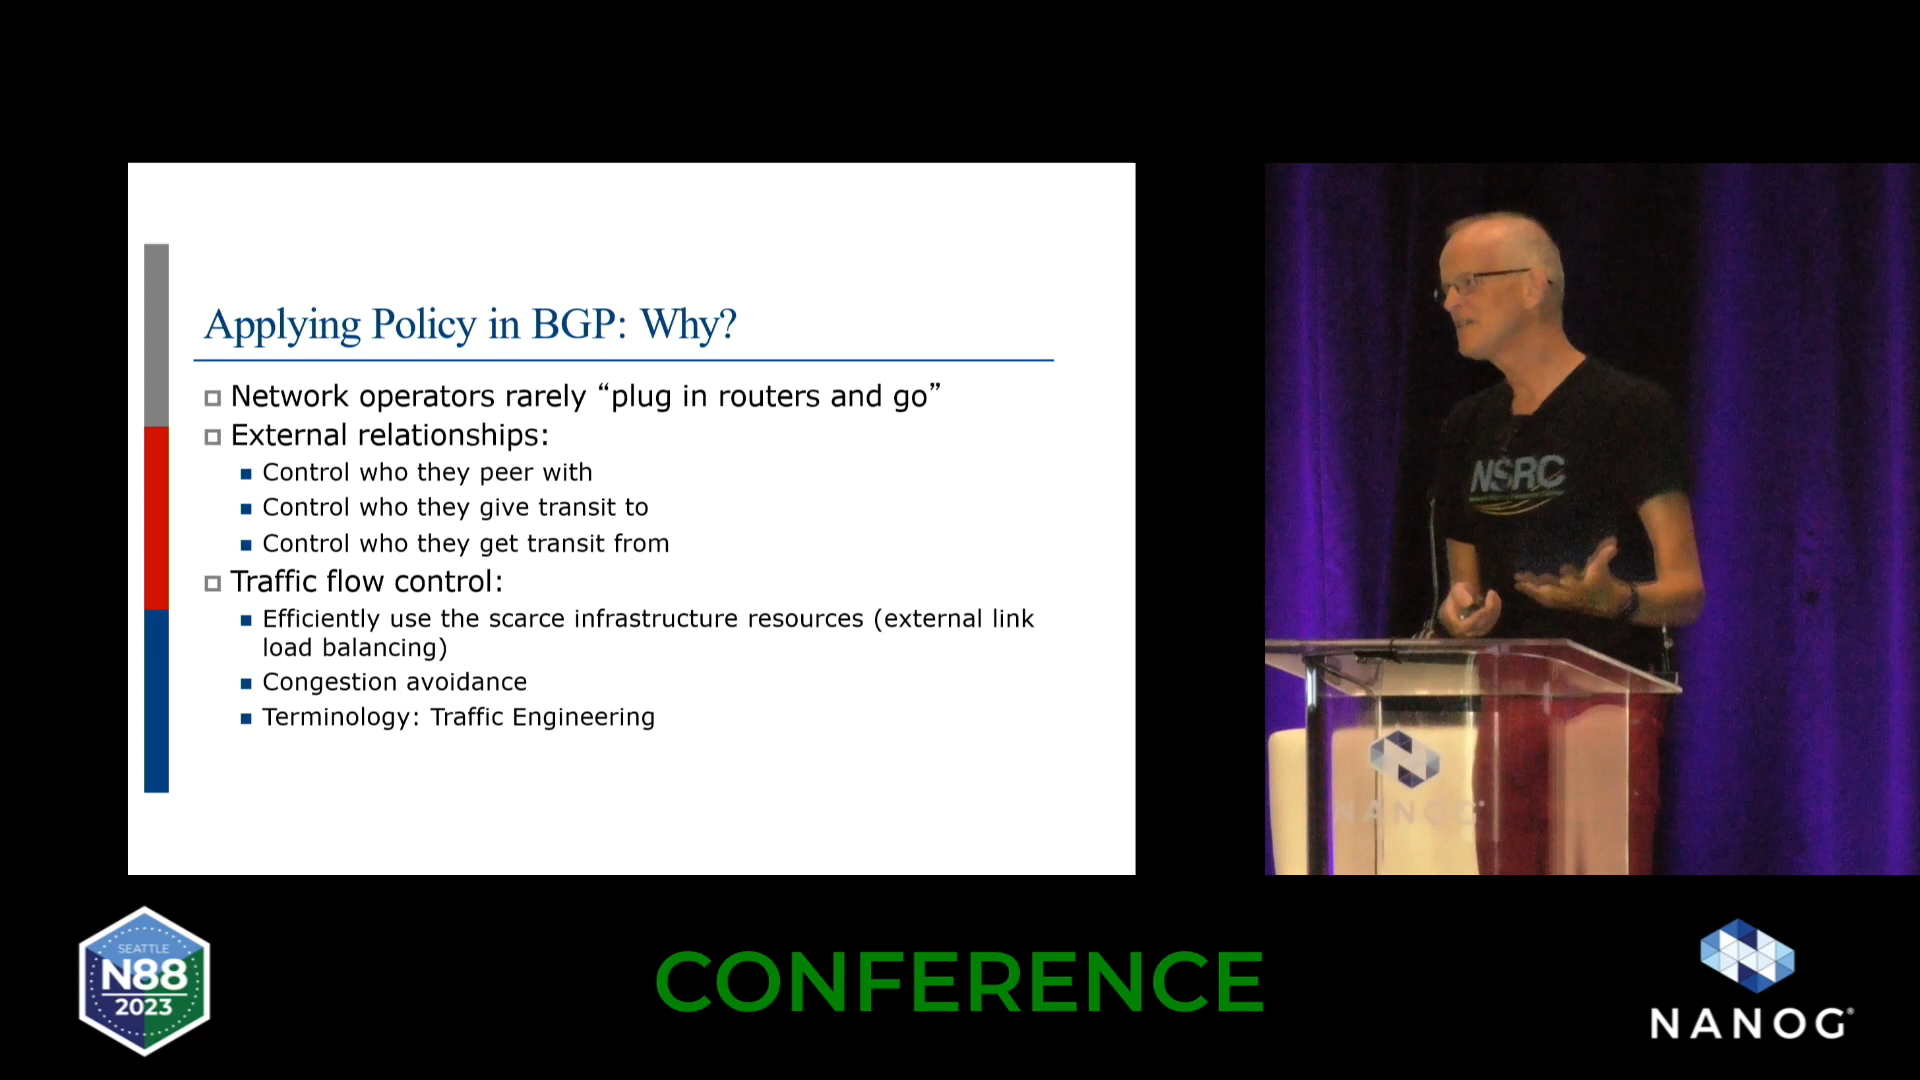 Applying Policy in BGP: Why?
Network operators rarely “plug in routers and go”
External relationships:
Control who they peer with
Control who they give transit to
Control who they get transit from
Traffic flow control:
Efficiently use the scarce infrastructure resources (external link
load balancing)
Congestion avoidance
Terminology: Traffic Engineering
NSRC
NANOG
SEATTLE
N88
2023
CONFERENCE
NANOG®